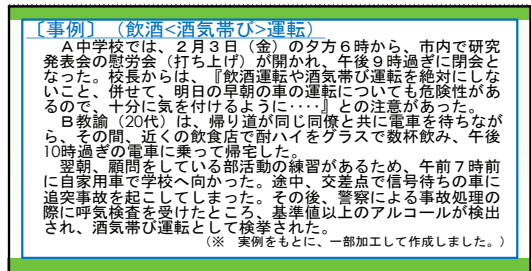 〔事例〕（飲酒<酒気帯び>運転）
　Ａ中学校では、２月３日（金）の夕方６時から、市内で研究
発表会の慰労会（打ち上げ）が開かれ、午後９時過ぎに閉会と
なった。校長からは、『飲酒運転や酒気帯び運転を絶対にしな
いこと、併せて、明日の早朝の車の運転についても危険性があ
るので、十分に気を付けるように‥‥』との注意があった。
　Ｂ教諭（20代）は、帰り道が同じ同僚と共に電車を待ちなが
ら、その間、近くの飲食店で酎ハイをグラスで数杯飲み、午後
10時過ぎの電車に乗って帰宅した。
　翌朝、顧問をしている部活動の練習があるため、午前７時前
に自家用車で学校へ向かった。途中、交差点で信号待ちの車に
追突事故を起こしてしまった。その後、警察による事故処理の
際に呼気検査を受けたところ、基準値以上のアルコールが検出
され、酒気帯び運転として検挙された。
（※　実例をもとに、一部加工して作成しました。）